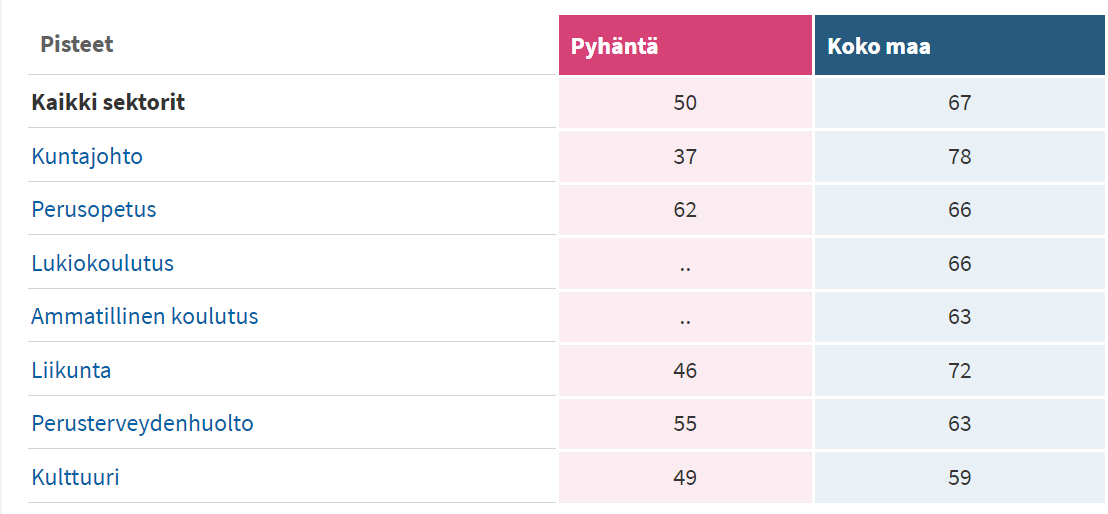 Pisteet Pyhäntä Koko maa
Kaikki sektorit 50 67
Kuntajohto 37 78
Perusopetus 62 66
Lukiokoulutus .. 66
Ammatillinen koulutus .. 63
Liikunta 46 72
Perusterveydenhuolto 55 63
Kulttuuri 49 59